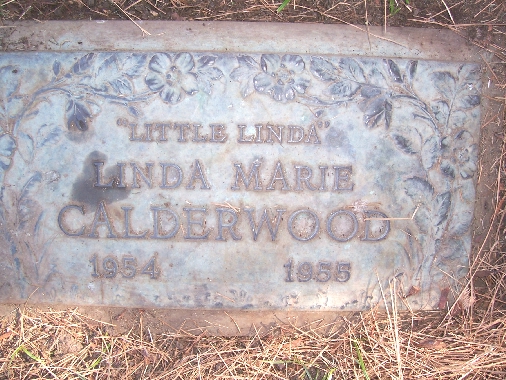 "LITTLE LINDA"
LINDA MARIE
CALDERWOOD
1954 1955